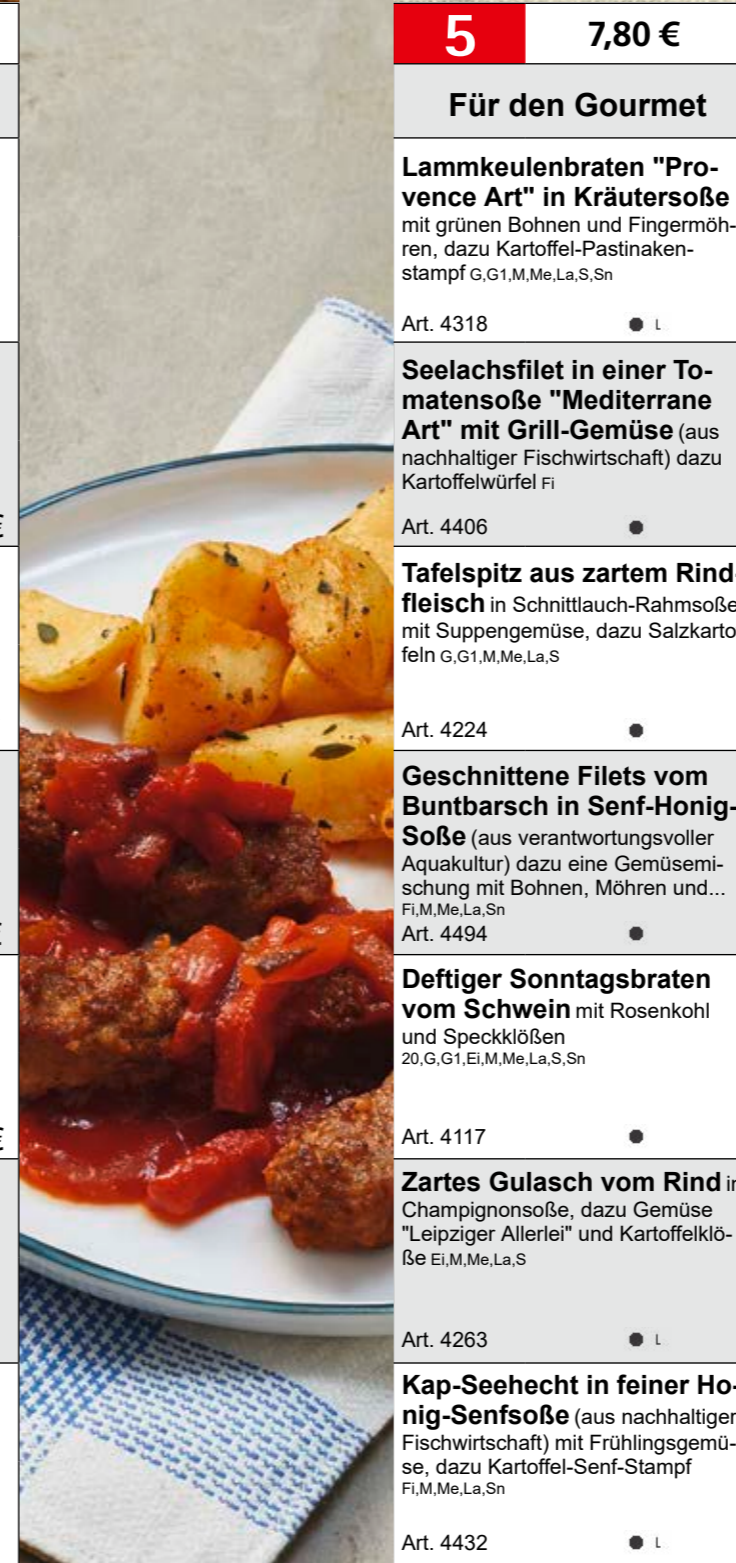 5 7,80 €
Für den Gourmet
Lammkeulenbraten "Pro-
vence Art" in Kräutersoße
mit grünen Bohnen und Fingermöh-
ren, dazu Kartoffel-Pastinaken-
stampf G,G1,M,Me,La,S,Sn
Art. 4318 L
Seelachsfilet in einer To-
matensoße "Mediterrane
Art" mit Grill-Gemüse (aus
nachhaltiger Fischwirtschaft) dazu
Kartoffelwürfel Fi
€
Art. 4406
Tafelspitz aus zartem Rind-
fleisch in Schnittlauch-Rahmsoße
mit Suppengemüse, dazu Salzkarto
feln G,G1,M,Me,La,S
Art. 4224
Geschnittene Filets vom
Buntbarsch in Senf-Honig-
Soße (aus verantwortungsvoller
Aquakultur) dazu eine Gemüsemi-
schung mit Bohnen, Möhren und...
Fi,M,Me,La,Sn
€
Art. 4494
Deftiger Sonntagsbraten
vom Schwein mit Rosenkohl
und Speckklößen
20,G,G1,Ei,M,Me,La,S,Sn
€
Art. 4117
Zartes Gulasch vom Rind in
Champignonsoße, dazu Gemüse
"Leipziger Allerlei" und Kartoffelklö-
ße Ei,M,Me,La,S
Art. 4263 L
Kap-Seehecht in feiner Ho-
nig-Senfsoße (aus nachhaltiger
Fischwirtschaft) mit Frühlingsgemü-
se, dazu Kartoffel-Senf-Stampf
Fi,M,Me,La,Sn
Art. 4432 L